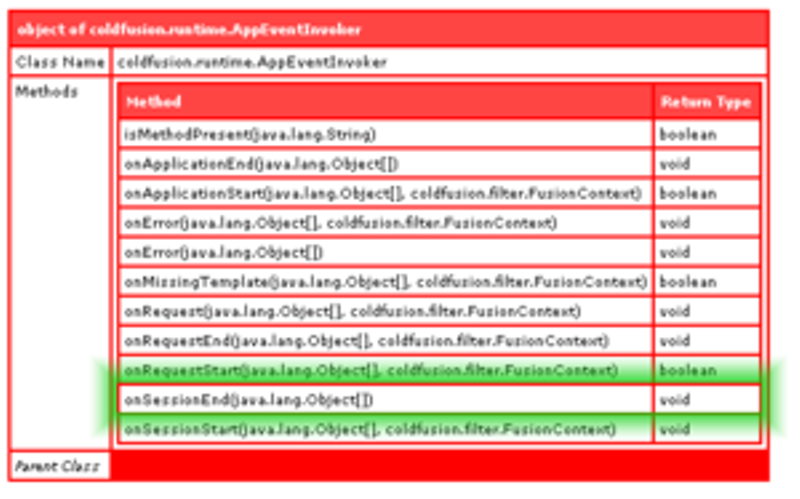 object of coldfusion.runtime.AppEventInvoker
Class Name coldfusion.runtime.AppEventInvoker
Methods
Method Return Type
isMethodPresent(java.lang.String) boolean
onApplicationEnd(java.lang.Object[]) void
onApplicationStart(java.lang.Object[], coldfusion.filter.FusionContext) boolean
onError(java.lang.Object[], coldfusion.filter.FusionContext) void
onError(java.lang.Object[]) void
onMissingTemplate(java.lang.Object[], coldfusion.filter.FusionContext) boolean
onRequest(java.lang.Object[], coldfusion.filter.FusionContext) void
onRequestEnd(java.lang.Object[], coldfusion.filter.FusionContext) void
onRequestStart(java.lang.Object[], coldfusion.filter.FusionContext) boolean
onSessionEnd(java.lang.Object[]) void
onSessionStart(java.lang.Object[], coldfusion.filter.FusionContext) void
Parent Class